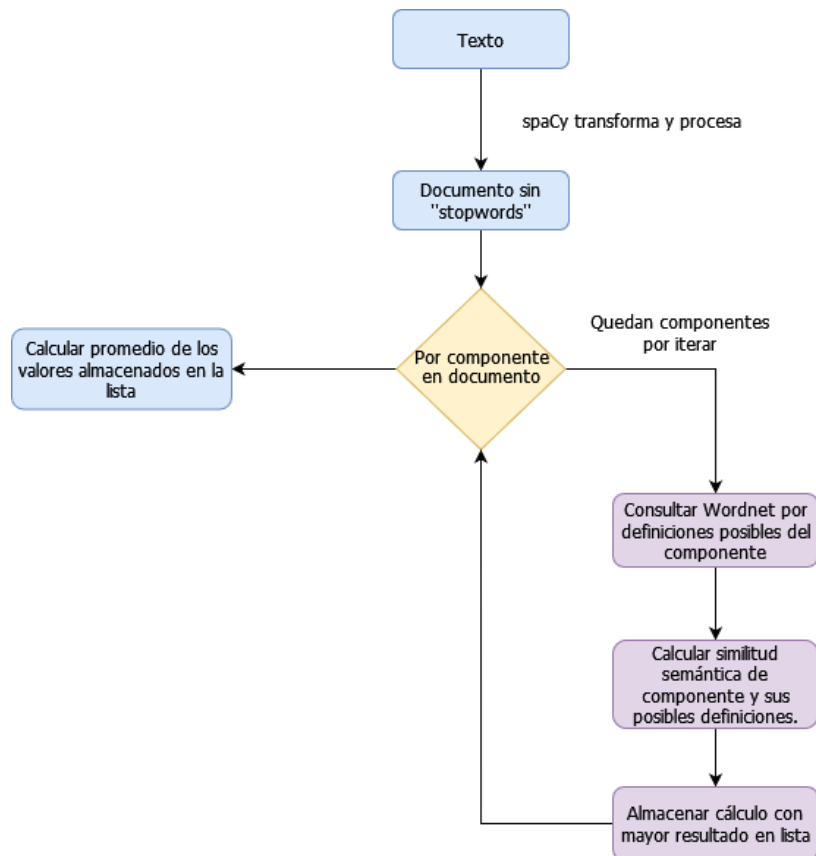 Texto
spaCy transforma y procesa
Documento sin
"stopwords"
Quedan componentes
por iterar
Por componente
en documento
Calcular promedio de los
valores almacenados en la
lista
Consultar Wordnet por
definiciones posibles del
componente
Calcular similitud
semántica de
componente y sus
posibles definiciones.
Almacenar cálculo con
mayor resultado en lista